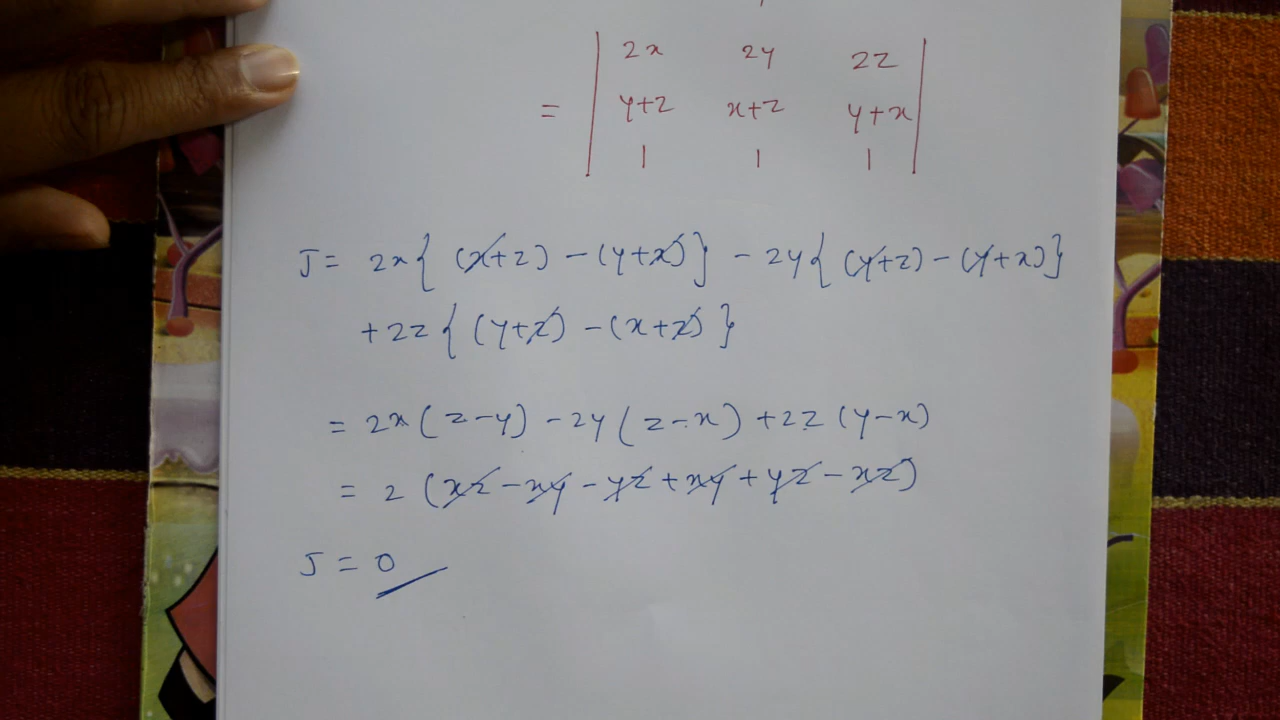 | 2x 2y 2z |
= | y+z x+z y+x |
| 1 1 1 |
J = 2x{ (x+z) - (y+x) } - 2y{ (y+z) - (y+x) }
+ 2z { (y+z) - (x+z) }
= 2x ( z-y ) - 2y ( z-x ) + 2z (y-x)
= 2 ( xz - xy - yz + xy + yz - xz )
J = 0